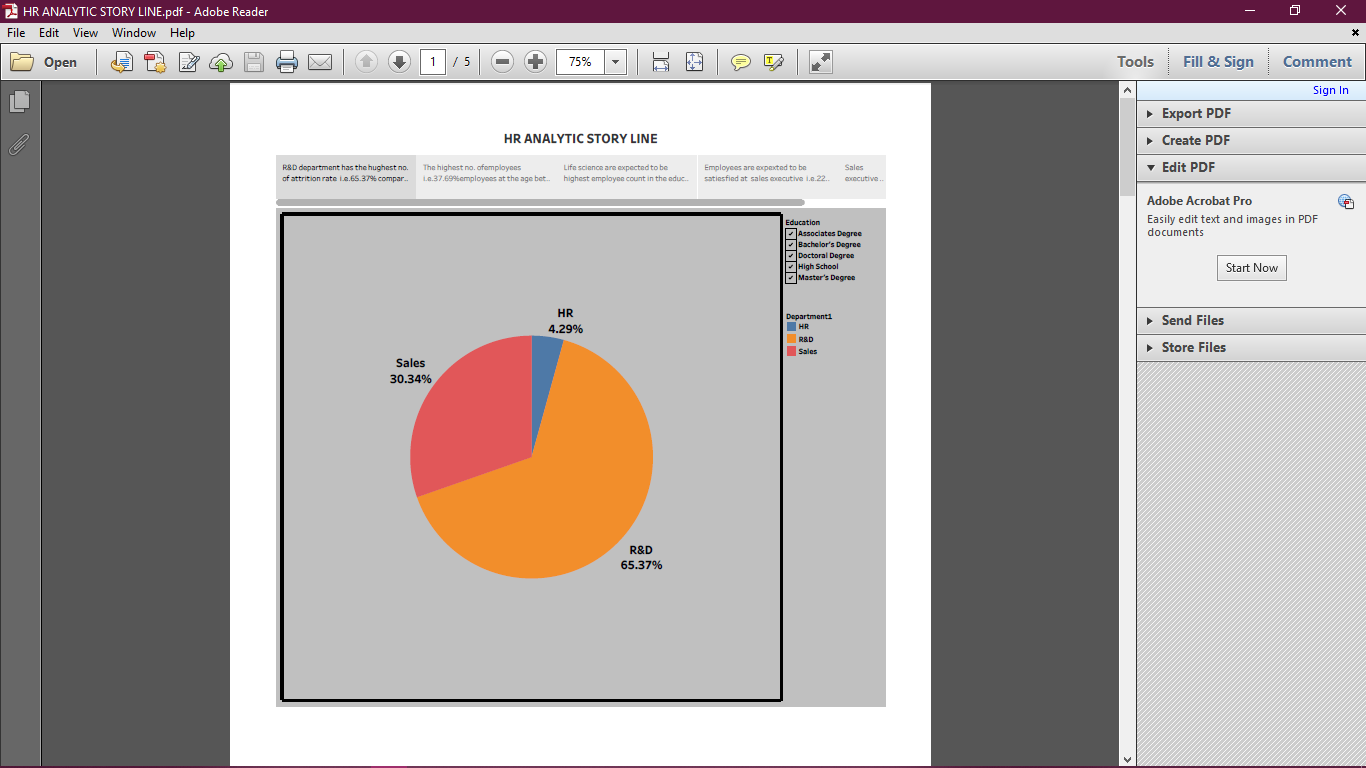 HR ANALYTIC STORY LINE.pdf - Adobe Reader
File Edit View Window Help
Open
1 / 5
75%
Tools
Fill & Sign
Comment
Sign In
Export PDF
Create PDF
Edit PDF
Adobe Acrobat Pro
Easily edit text and images in PDF
documents
Start Now
Send Files
Store Files
HR ANALYTIC STORY LINE
R&D department has the hughest no.
of attrition rate i.e.65.37% compar..
The highest no. ofemployees
i.e.37.69%employees at the age bet..
Life science are expected to be
highest employee count in the educ..
Employees are expexted to be
satiesfied at sales executive i.e.22..
Sales
executive ..
Education
Associates Degree
Bachelor's Degree
Doctoral Degree
High School
Master's Degree
Department1
HR
R&D
Sales
HR
4.29%
Sales
30.34%
R&D
65.37%